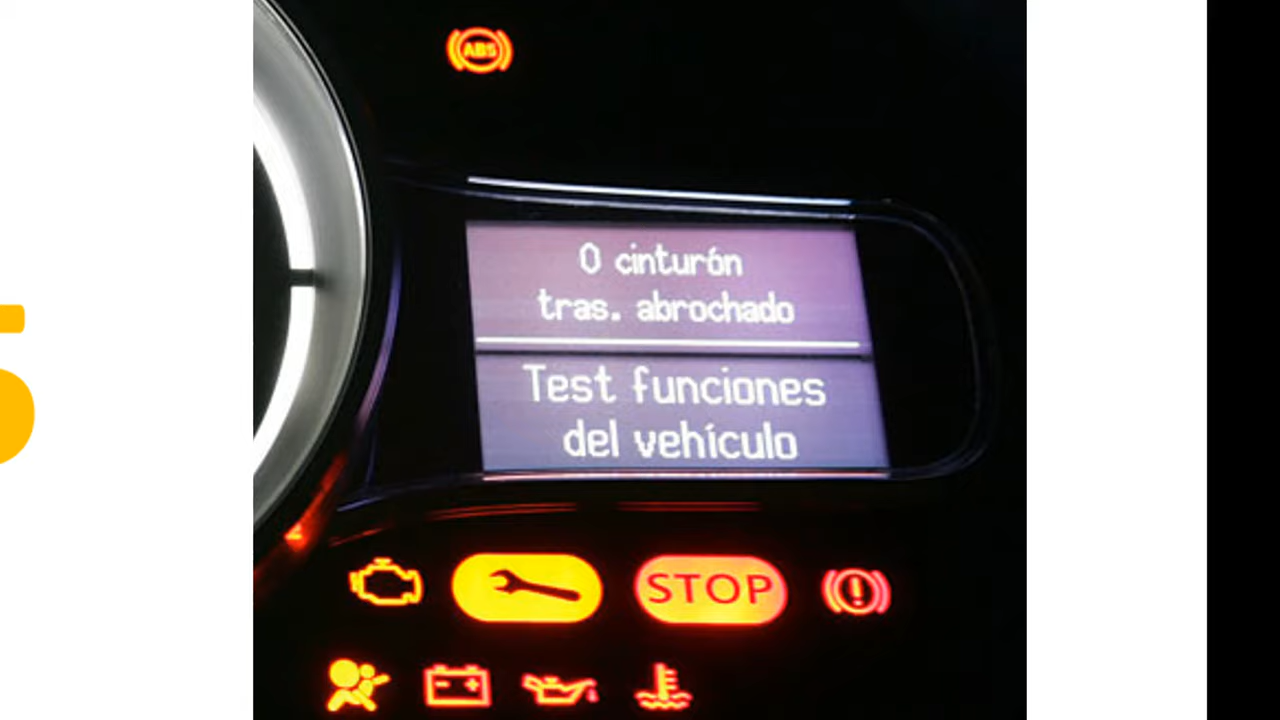 ABS
0 cinturón
tras. abrochado
Test funciones
del vehículo
STOP